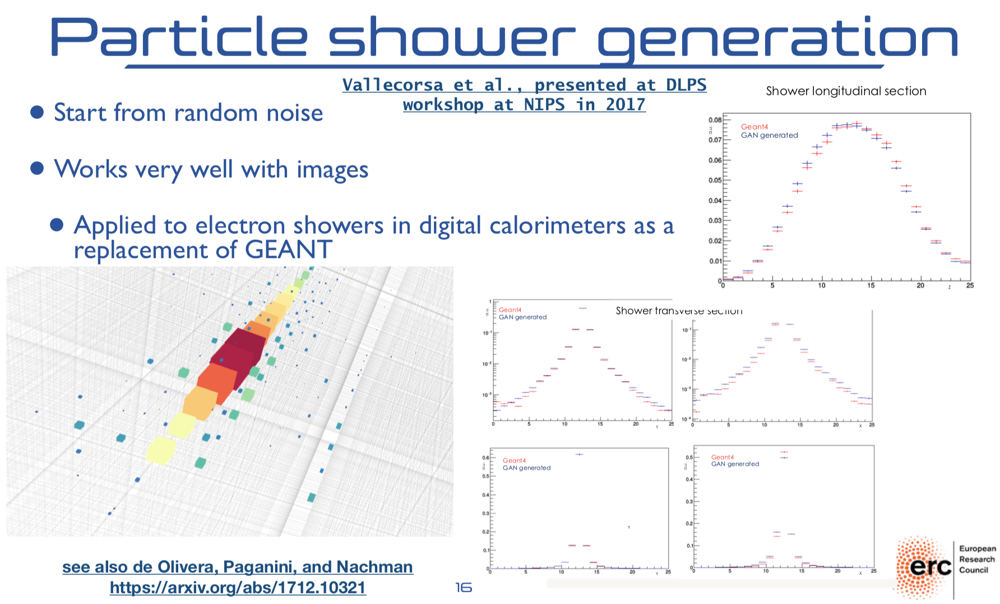 Particle shower generation
Vallecorsa et al., presented at DLPS
workshop at NIPS in 2017
Start from random noise
Works very well with images
Applied to electron showers in digital calorimeters as a
replacement of GEANT
Shower longitudinal section
Geant4
GAN generated
a.u.
0.08
0.07
0.06
0.05
0.04
0.03
0.02
0.01
0
0 5 10 15 20 25
Z
Shower transverse section
Geant4
GAN generated
a.u.
1
10-1
10-2
10-3
0 5 10 15 20 25
Y
10-1
10-2
10-3
10-4
0 5 10 15 20 25
X
Geant4
GAN generated
a.u.
0.6
0.5
0.4
0.3
0.2
0.1
0
0 5 10 15 20 25
Y
Y
Geant4
GAN generated
a.u.
0.5
0.4
0.3
0.2
0.1
0
0 5 10 15 20 25
X
see also de Olivera, Paganini, and Nachman
https://arxiv.org/abs/1712.10321
16
erc
European
Research
Council